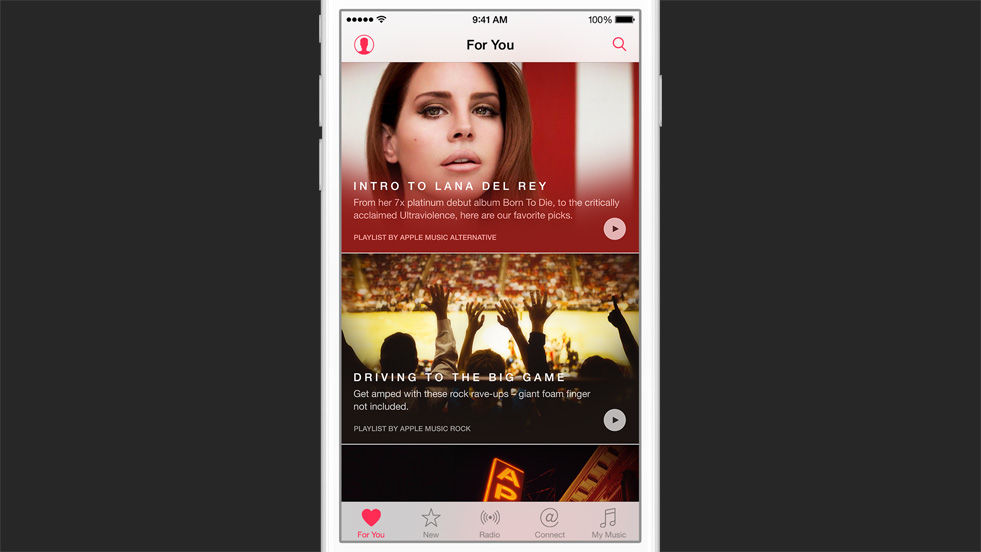 9:41 AM
100%
For You
INTRO TO LANA DEL REY
From her 7x platinum debut album Born To Die, to the critically
acclaimed Ultraviolence, here are our favorite picks.
PLAYLIST BY APPLE MUSIC ALTERNATIVE
DRIVING TO THE BIG GAME
Get amped with these rock rave-ups – giant foam finger
not included.
PLAYLIST BY APPLE MUSIC ROCK
AP
For You
New
Radio
@
Connect
My Music